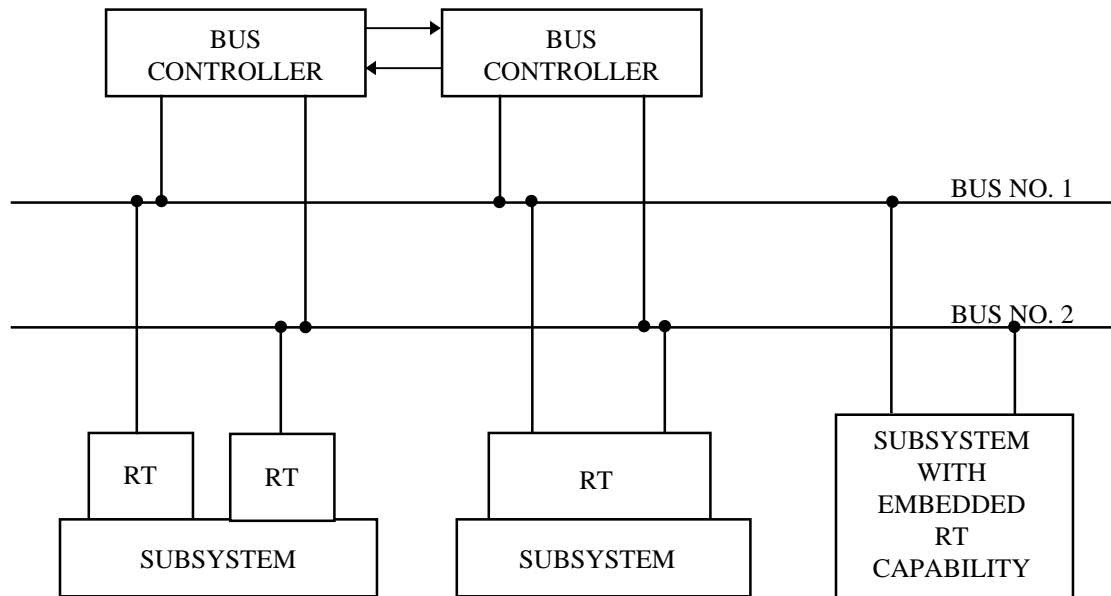 BUS
CONTROLLER
BUS
CONTROLLER
BUS NO. 1
BUS NO. 2
RT
RT
SUBSYSTEM
RT
SUBSYSTEM
SUBSYSTEM
WITH
EMBEDDED
RT
CAPABILITY